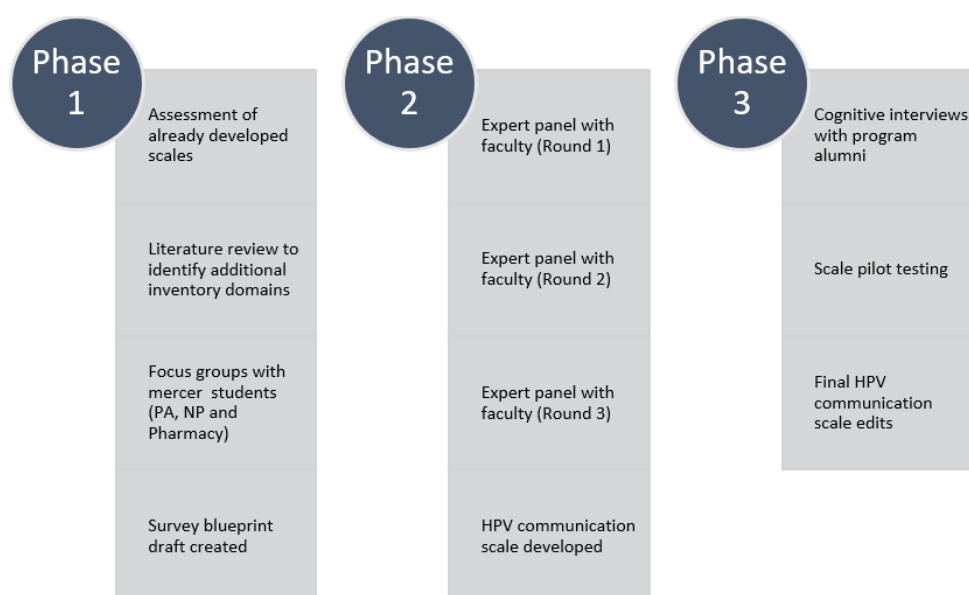 Phase
1
Assessment of
already developed
scales
Literature review to
identify additional
inventory domains
Focus groups with
mercer  students
(PA, NP and
Pharmacy)
Survey blueprint
draft created
Phase
2
Expert panel with
faculty (Round 1)
Expert panel with
faculty (Round 2)
Expert panel with
faculty (Round 3)
HPV communication
scale developed
Phase
3
Cognitive interviews
with program
alumni
Scale pilot testing
Final HPV
communication
scale edits